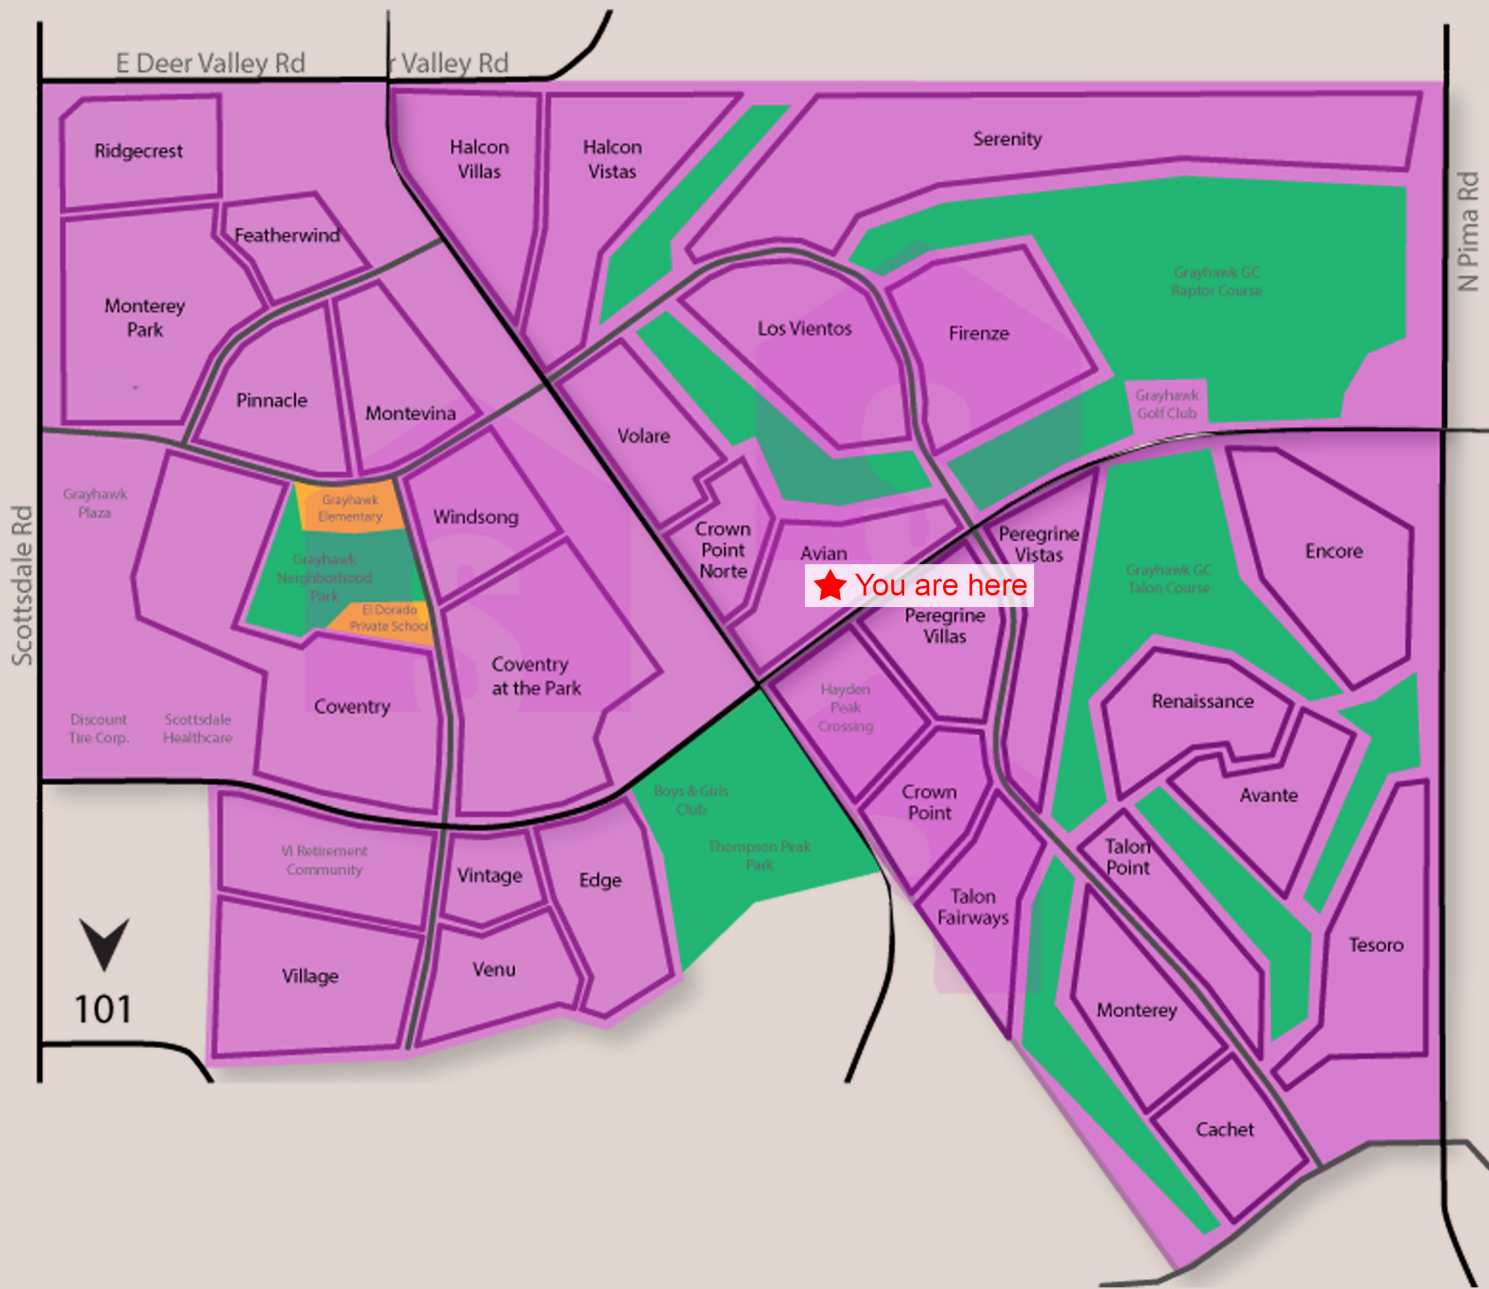 E Deer Valley Rd
r Valley Rd
Ridgecrest
Halcon
Villas
Halcon
Vistas
Serenity
N Pima Rd
Featherwind
Monterey
Park
Grayhawk GC
Raptor Course
Los Vientos
Firenze
Pinnacle
Montevina
Grayhawk
Golf Club
Volare
Grayhawk
Plaza
Grayhawk
Elementary
Windsong
Crown
Point
Norte
Avian
Peregrine
Vistas
Encore
Scottsdale Rd
Grayhawk
Neighborhood
Park
Grayhawk GC
Talon Course
You are here
El Dorado
Private School
Peregrine
Villas
Coventry
at the Park
Coventry
Hayden
Peak
Crossing
Renaissance
Discount
Tire Corp.
Scottsdale
Healthcare
Boys & Girls
Club
Crown
Point
Avante
Thompson Peak
Park
Vi Retirement
Community
Vintage
Edge
Talon
Point
Talon
Fairways
Tesoro
Village
Venu
101
Monterey
Cachet